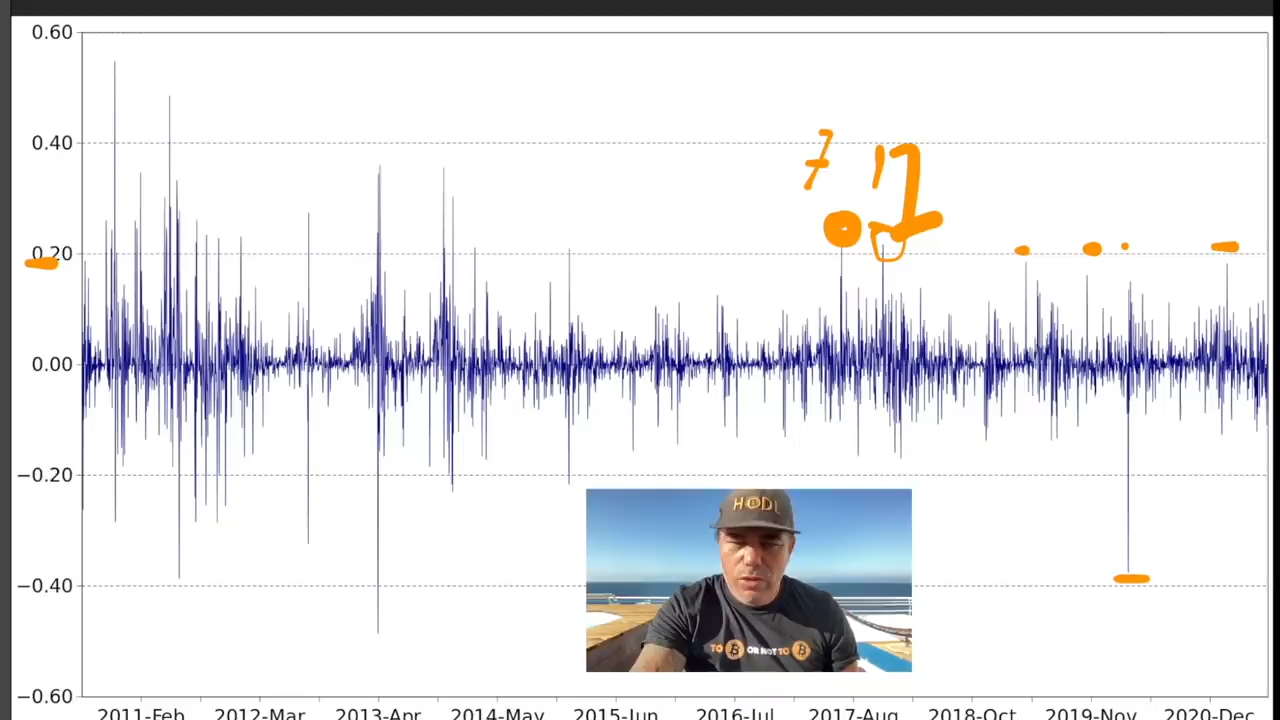 0.60
0.40
7 12
0.20
0.00
−0.20
HODL
−0.40
TO B OR NOT TO B
−0.60
2011-Feb 2012-Mar 2013-Apr 2014-May 2015-Jun 2016-Jul 2017-Aug 2018-Oct 2019-Nov 2020-Dec